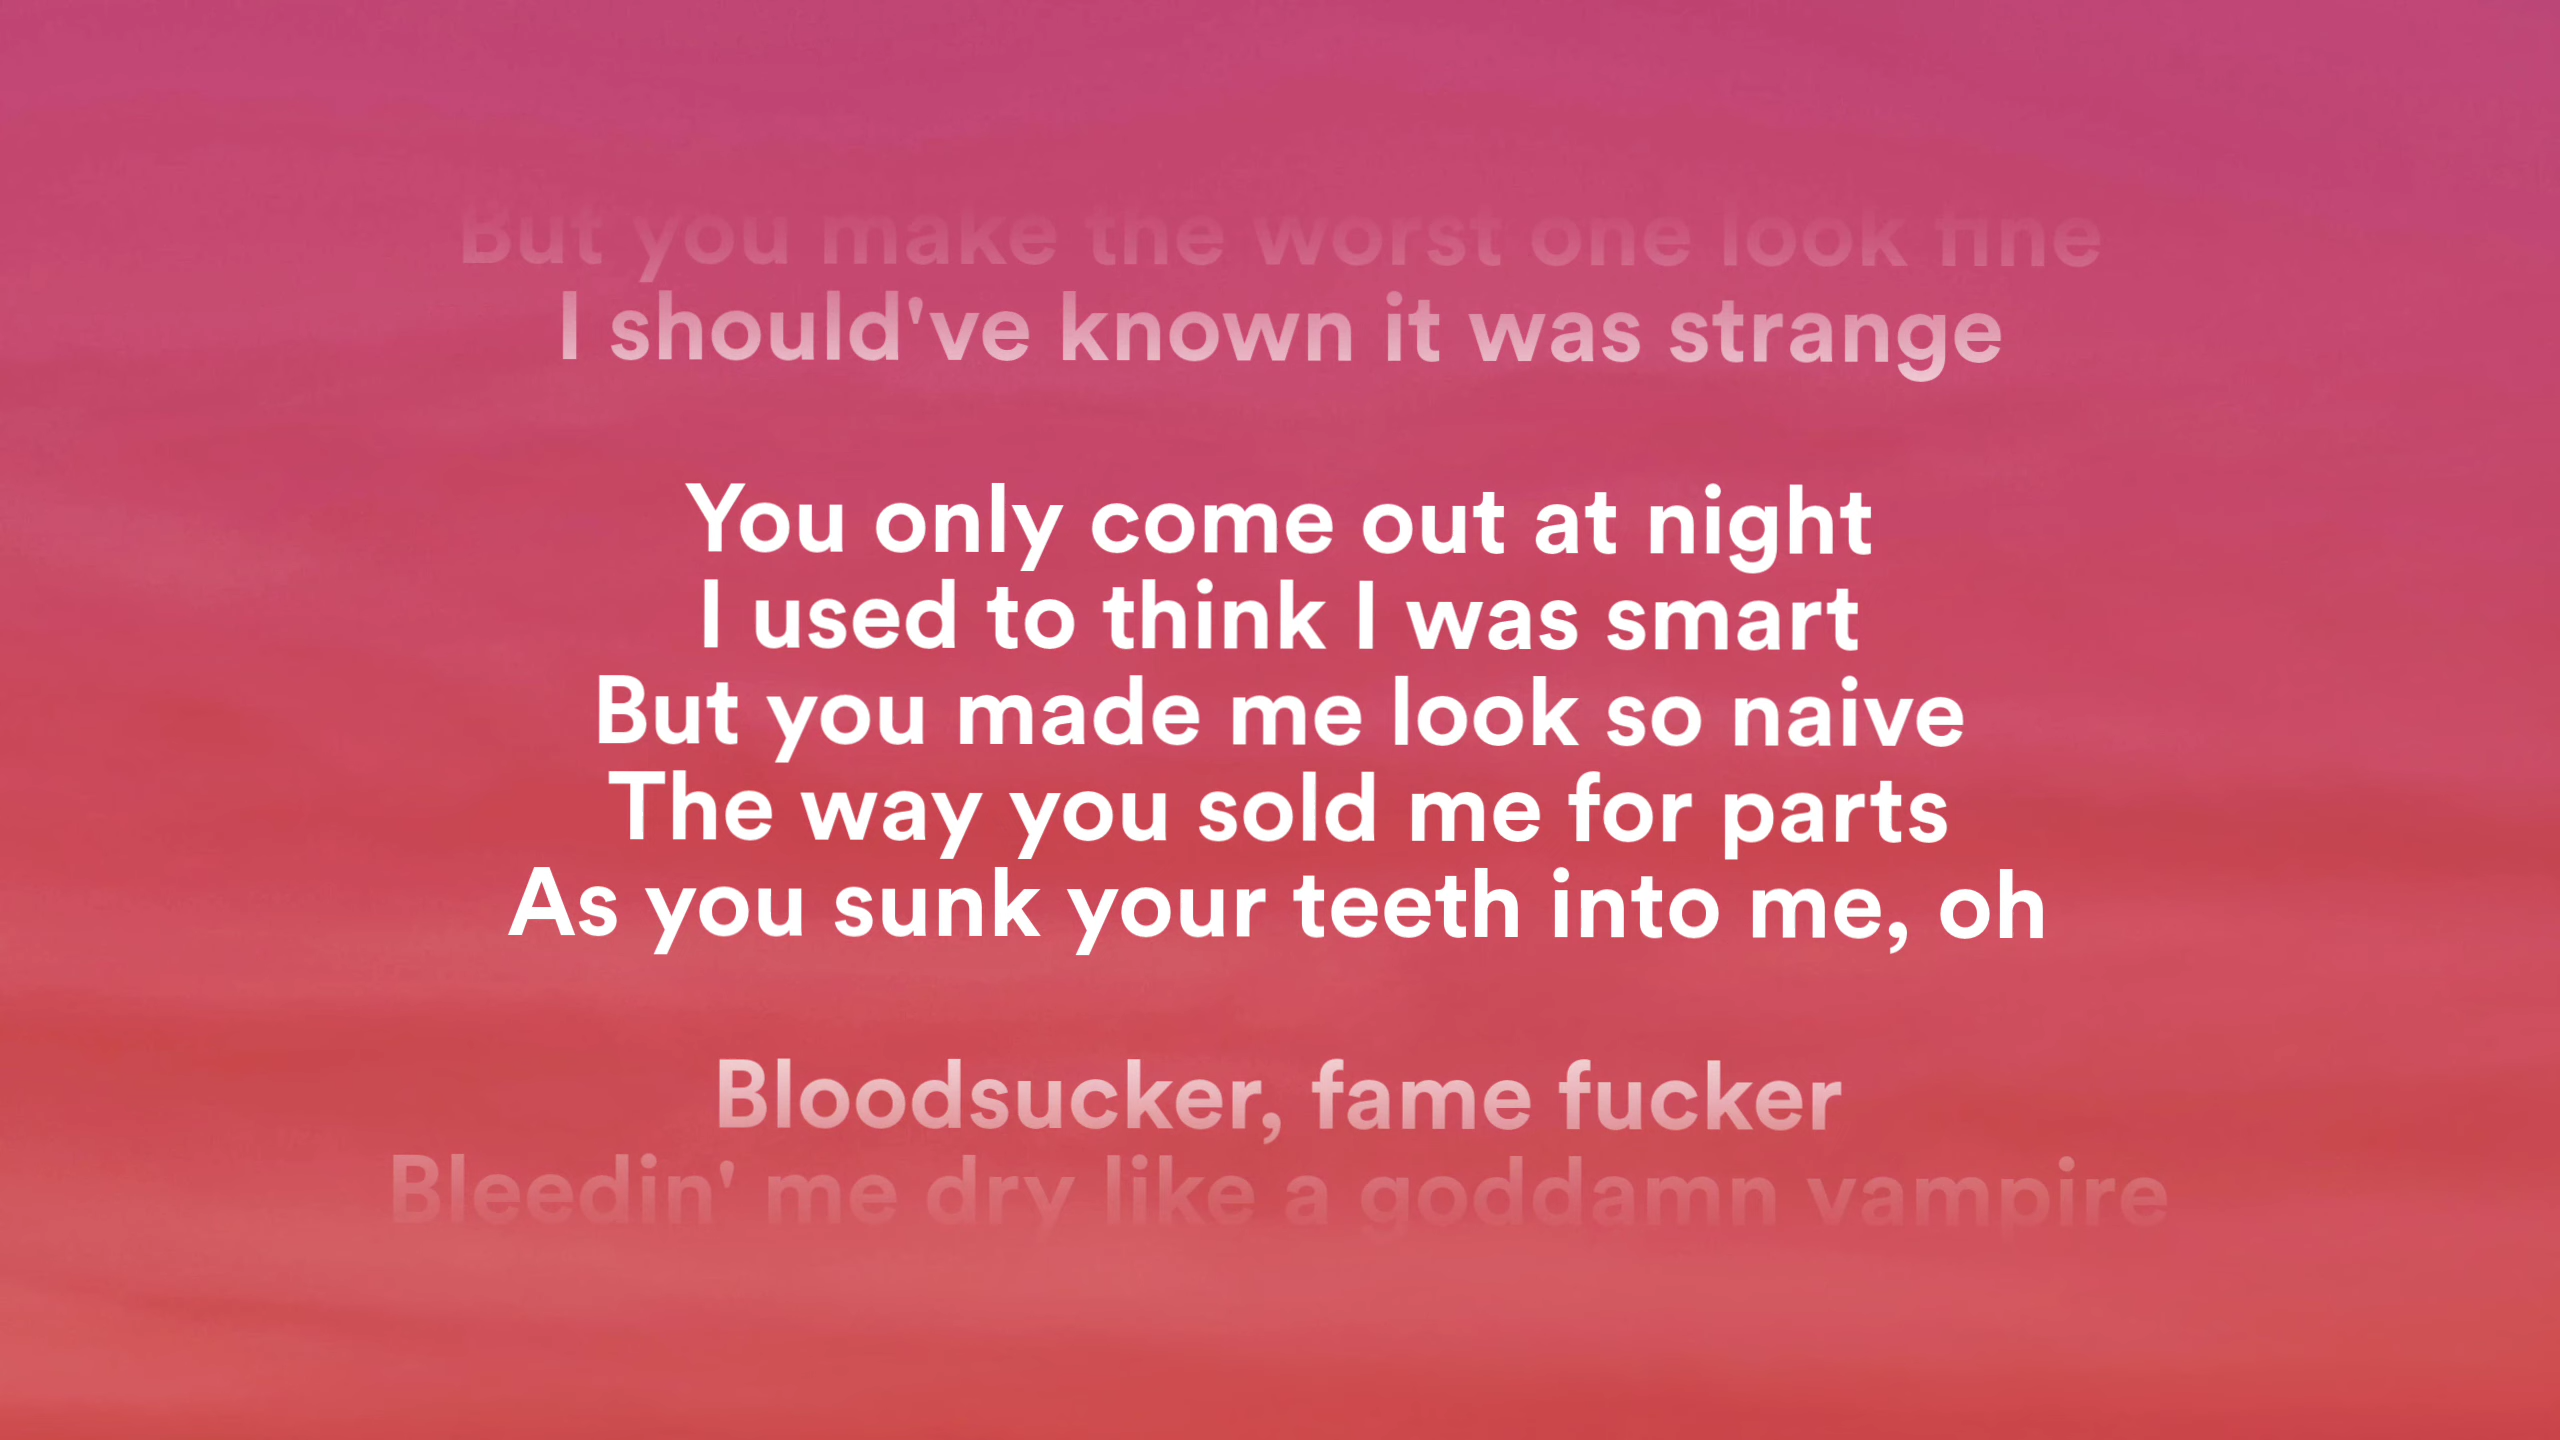 But you make the worst one look fine
I should've known it was strange
You only come out at night
I used to think I was smart
But you made me look so naive
The way you sold me for parts
As you sunk your teeth into me, oh
Bloodsucker, fame fucker
Bleedin' me dry like a goddamn vampire